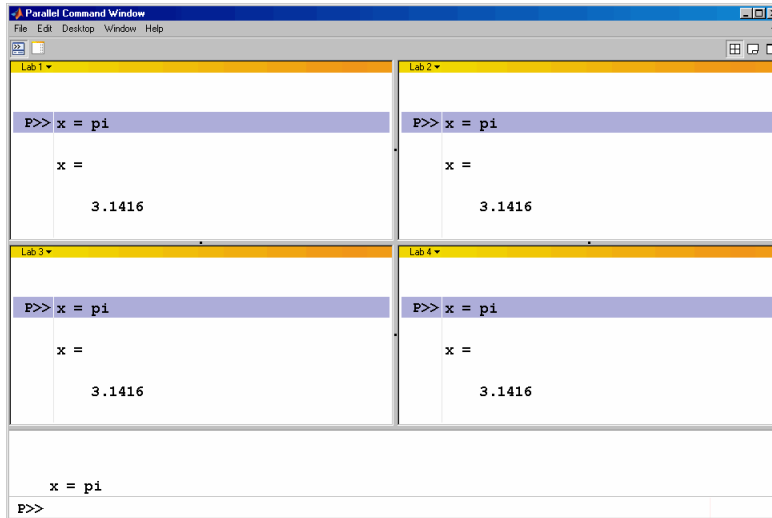 Parallel Command Window
File Edit Desktop Window Help
Lab 1
P>> x = pi
x =
3.1416
Lab 2
P>> x = pi
x =
3.1416
Lab 3
P>> x = pi
x =
3.1416
Lab 4
P>> x = pi
x =
3.1416
x = pi
P>>